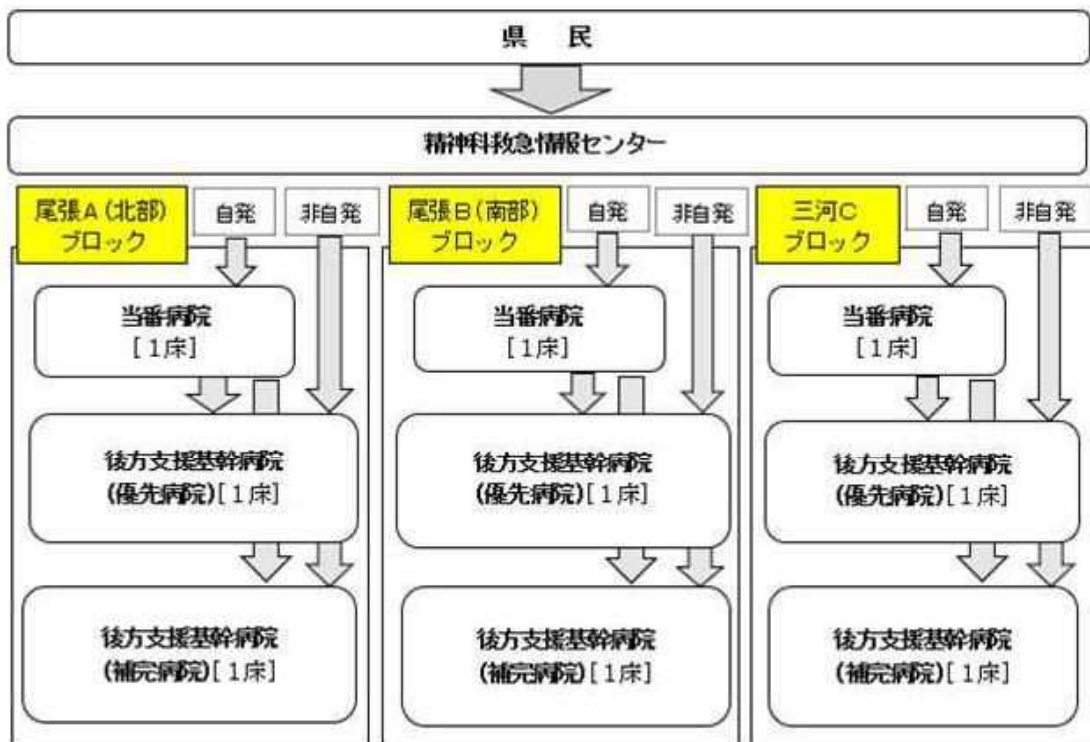 県 民
精神科救急情報センター
尾張A(北部)
ブロック
自発
非自発
当番病院
[1床]
後方支援基幹病院
(優先病院)[1床]
後方支援基幹病院
(補完病院)[1床]
尾張B(南部)
ブロック
自発
非自発
当番病院
[1床]
後方支援基幹病院
(優先病院)[1床]
後方支援基幹病院
(補完病院)[1床]
三河C
ブロック
自発
非自発
当番病院
[1床]
後方支援基幹病院
(優先病院)[1床]
後方支援基幹病院
(補完病院)[1床]